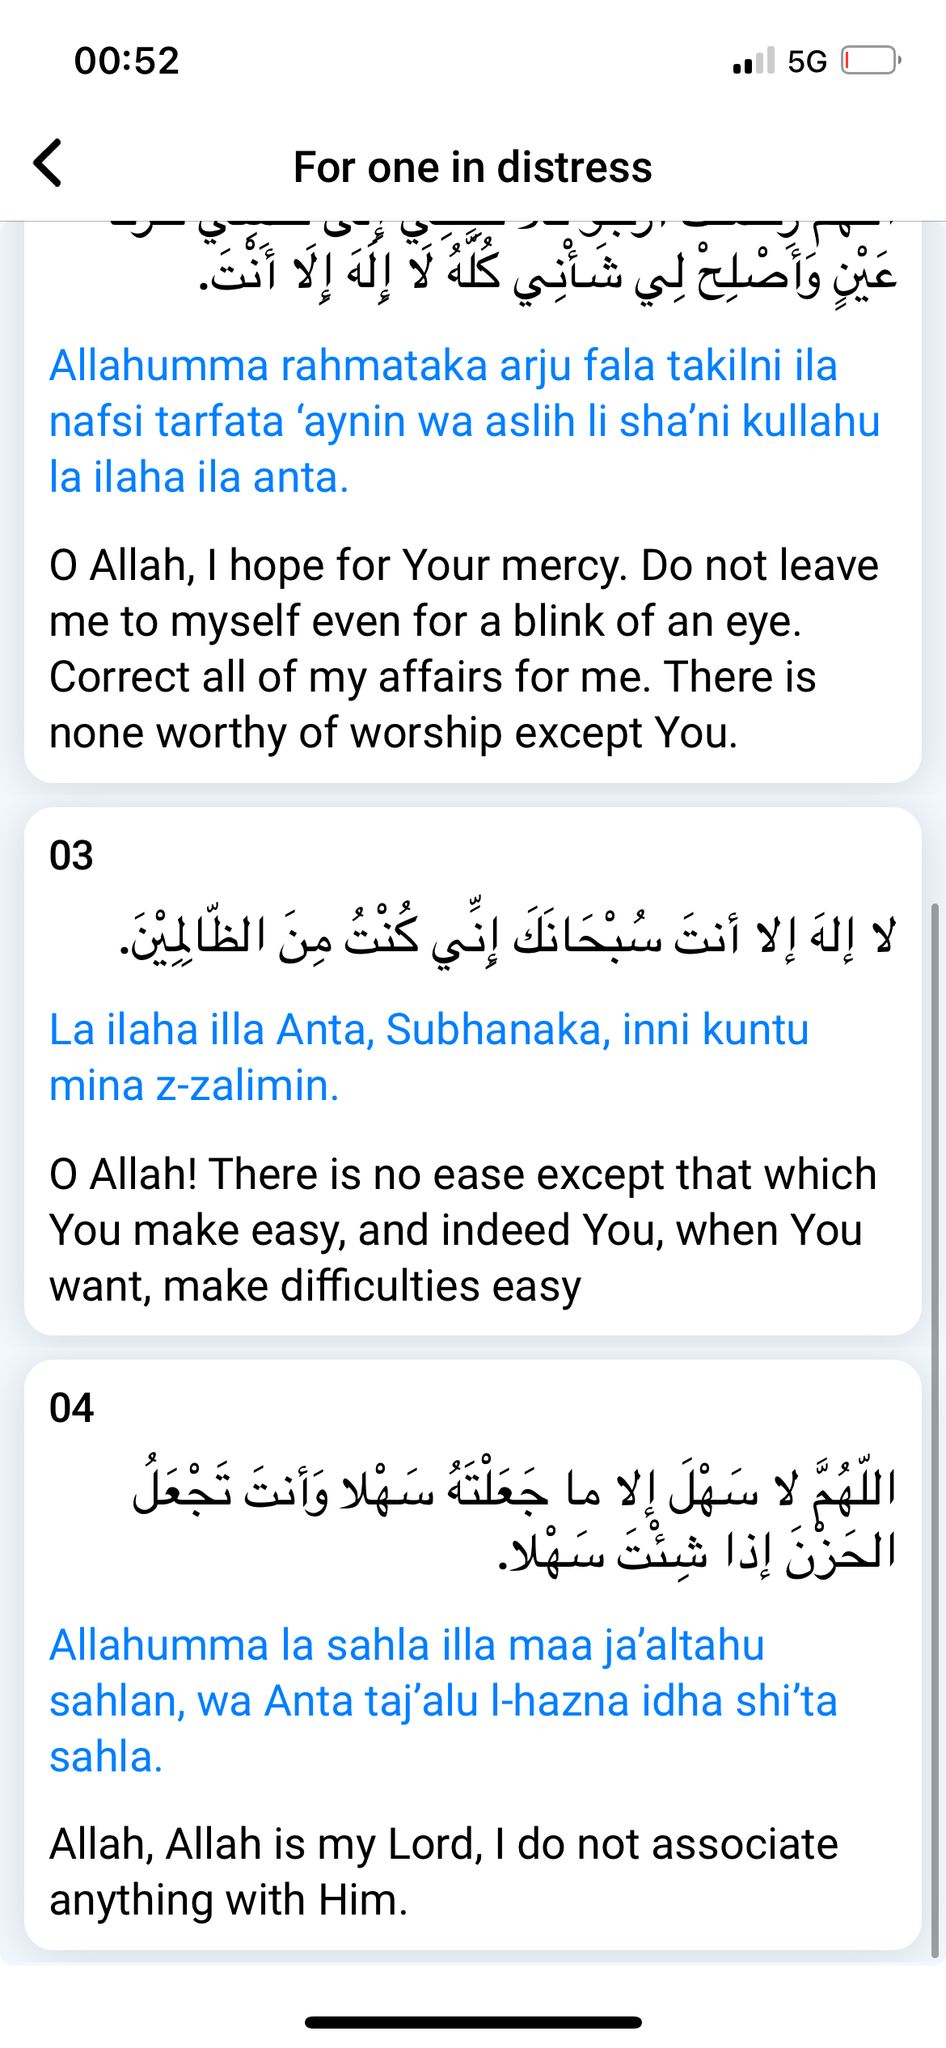 00:52
5G
For one in distress
عَيْنٍ وَأَصْلِحْ لِي شَأْنِي كُلَّهُ لَا إِلَهَ إِلَا أَنْتَ.
Allahumma rahmataka arju fala takilni ila
nafsi tarfata ‘aynin wa aslih li sha’ni kullahu
la ilaha ila anta.
O Allah, I hope for Your mercy. Do not leave
me to myself even for a blink of an eye.
Correct all of my affairs for me. There is
none worthy of worship except You.
03
لا إلهَ إلا أنتَ سُبْحَانَكَ إِنِّي كُنْتُ مِنَ الظّالِمِيْنَ.
La ilaha illa Anta, Subhanaka, inni kuntu
mina z-zalimin.
O Allah! There is no ease except that which
You make easy, and indeed You, when You
want, make difficulties easy
04
اللّهُمَّ لا سَهْلَ إلا ما جَعَلْتَهُ سَهْلا وَأنتَ تَجْعَلُ
الحَزْنَ إذا شِئْتَ سَهْلا.
Allahumma la sahla illa maa ja’altahu
sahlan, wa Anta taj’alu l-hazna idha shi’ta
sahla.
Allah, Allah is my Lord, I do not associate
anything with Him.